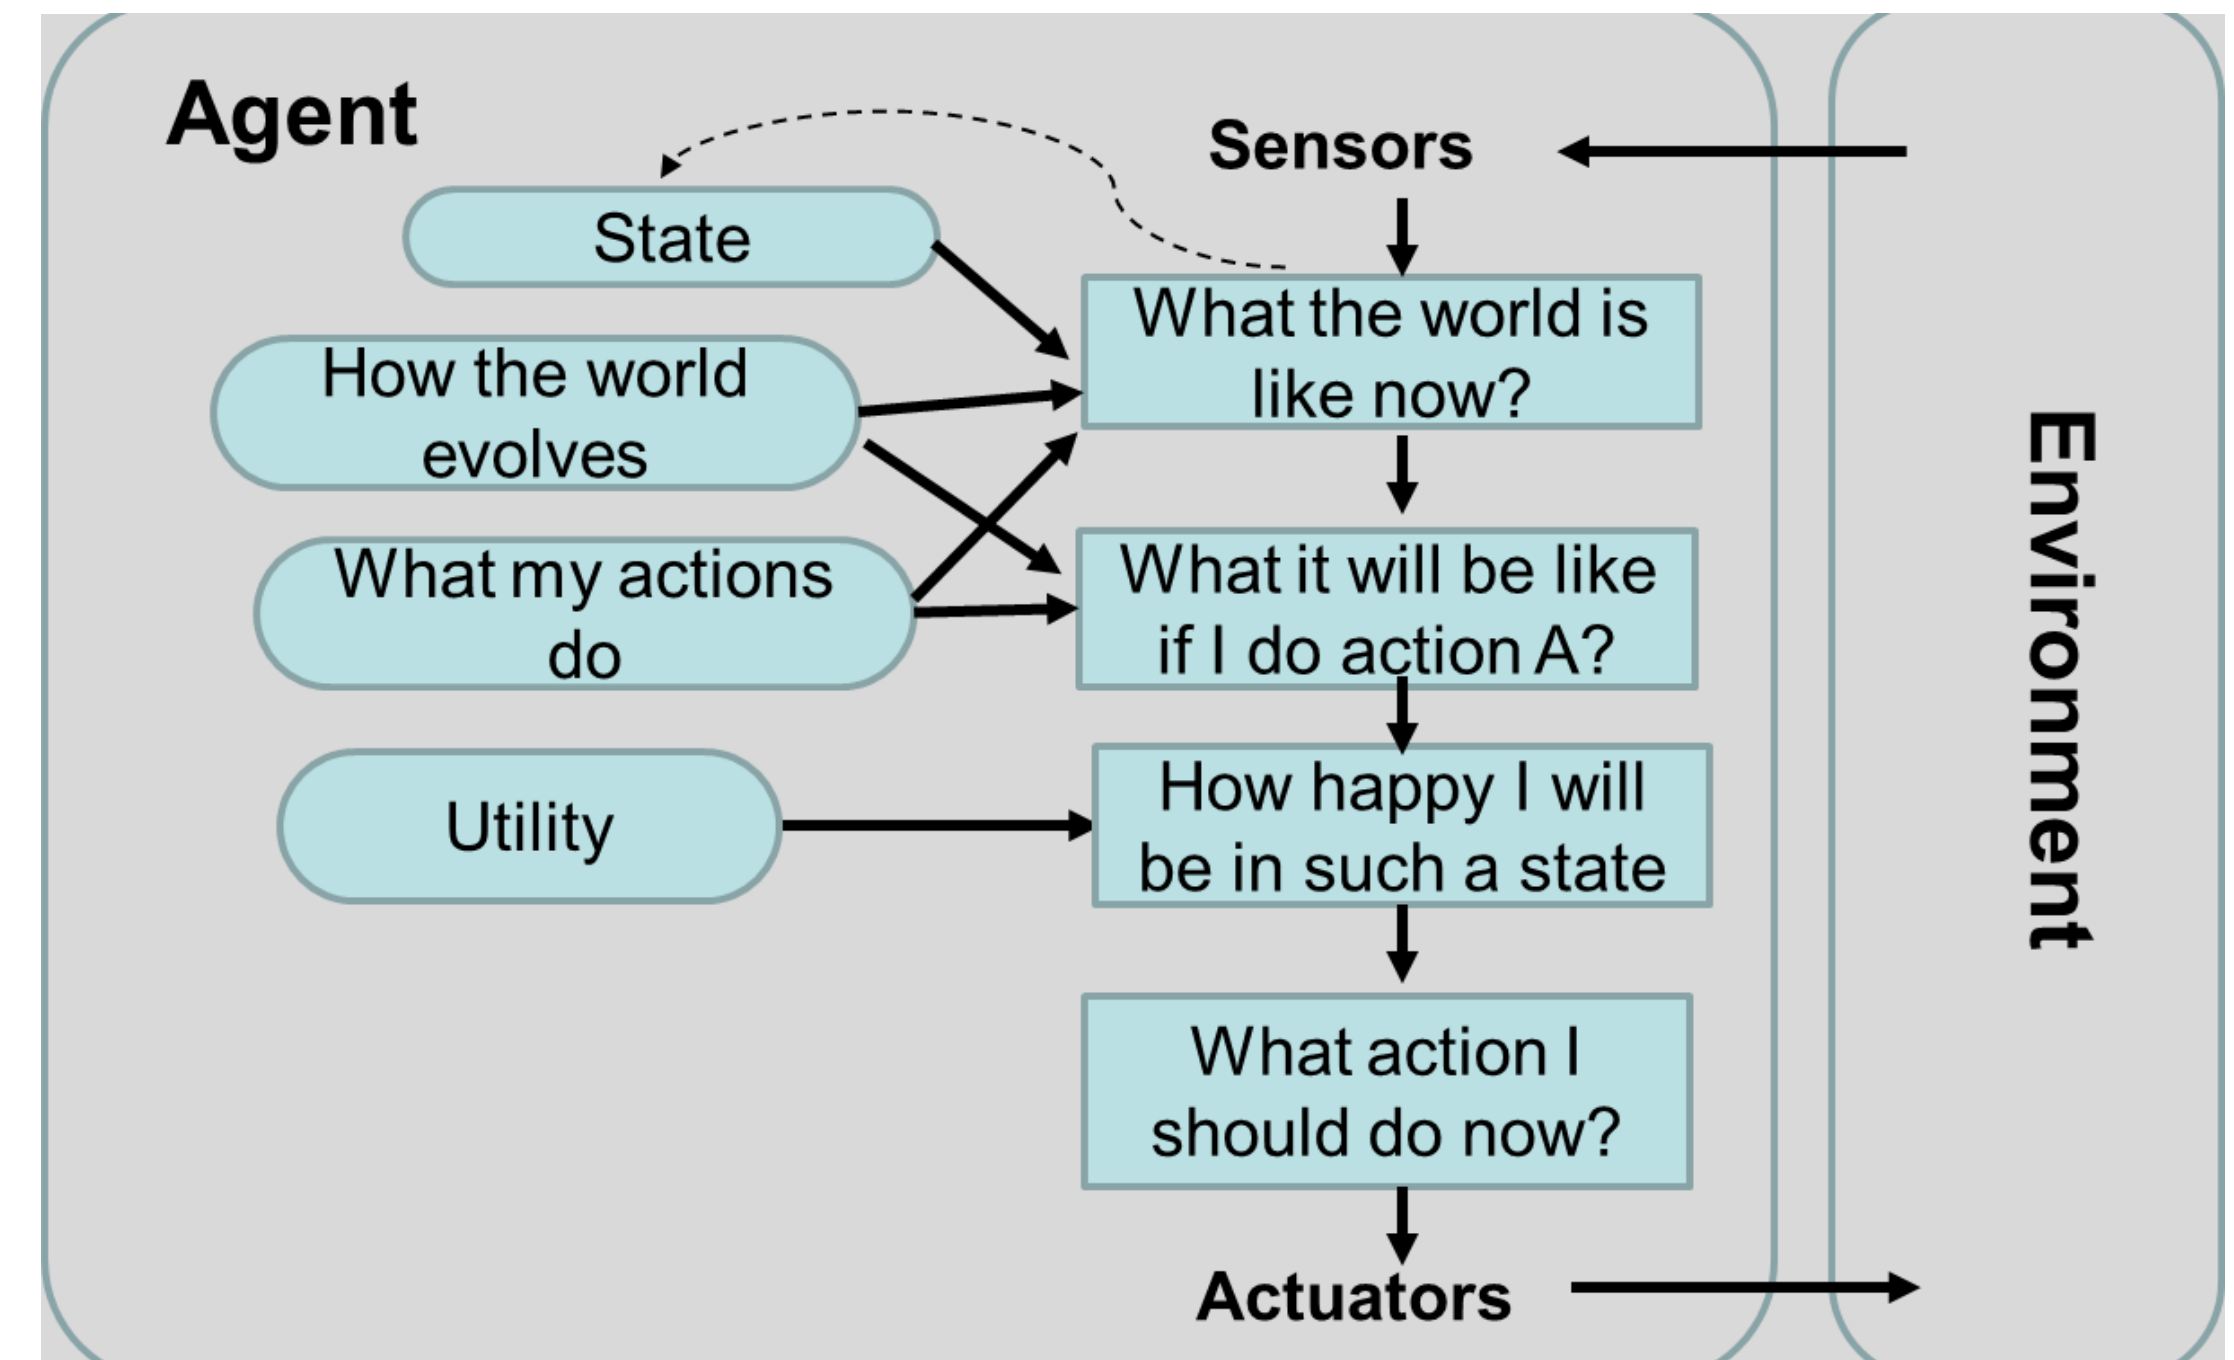 Agent
Sensors
State
What the world is
like now?
How the world
evolves
What my actions
do
What it will be like
if I do action A?
Utility
How happy I will
be in such a state
What action I
should do now?
Actuators
Environment